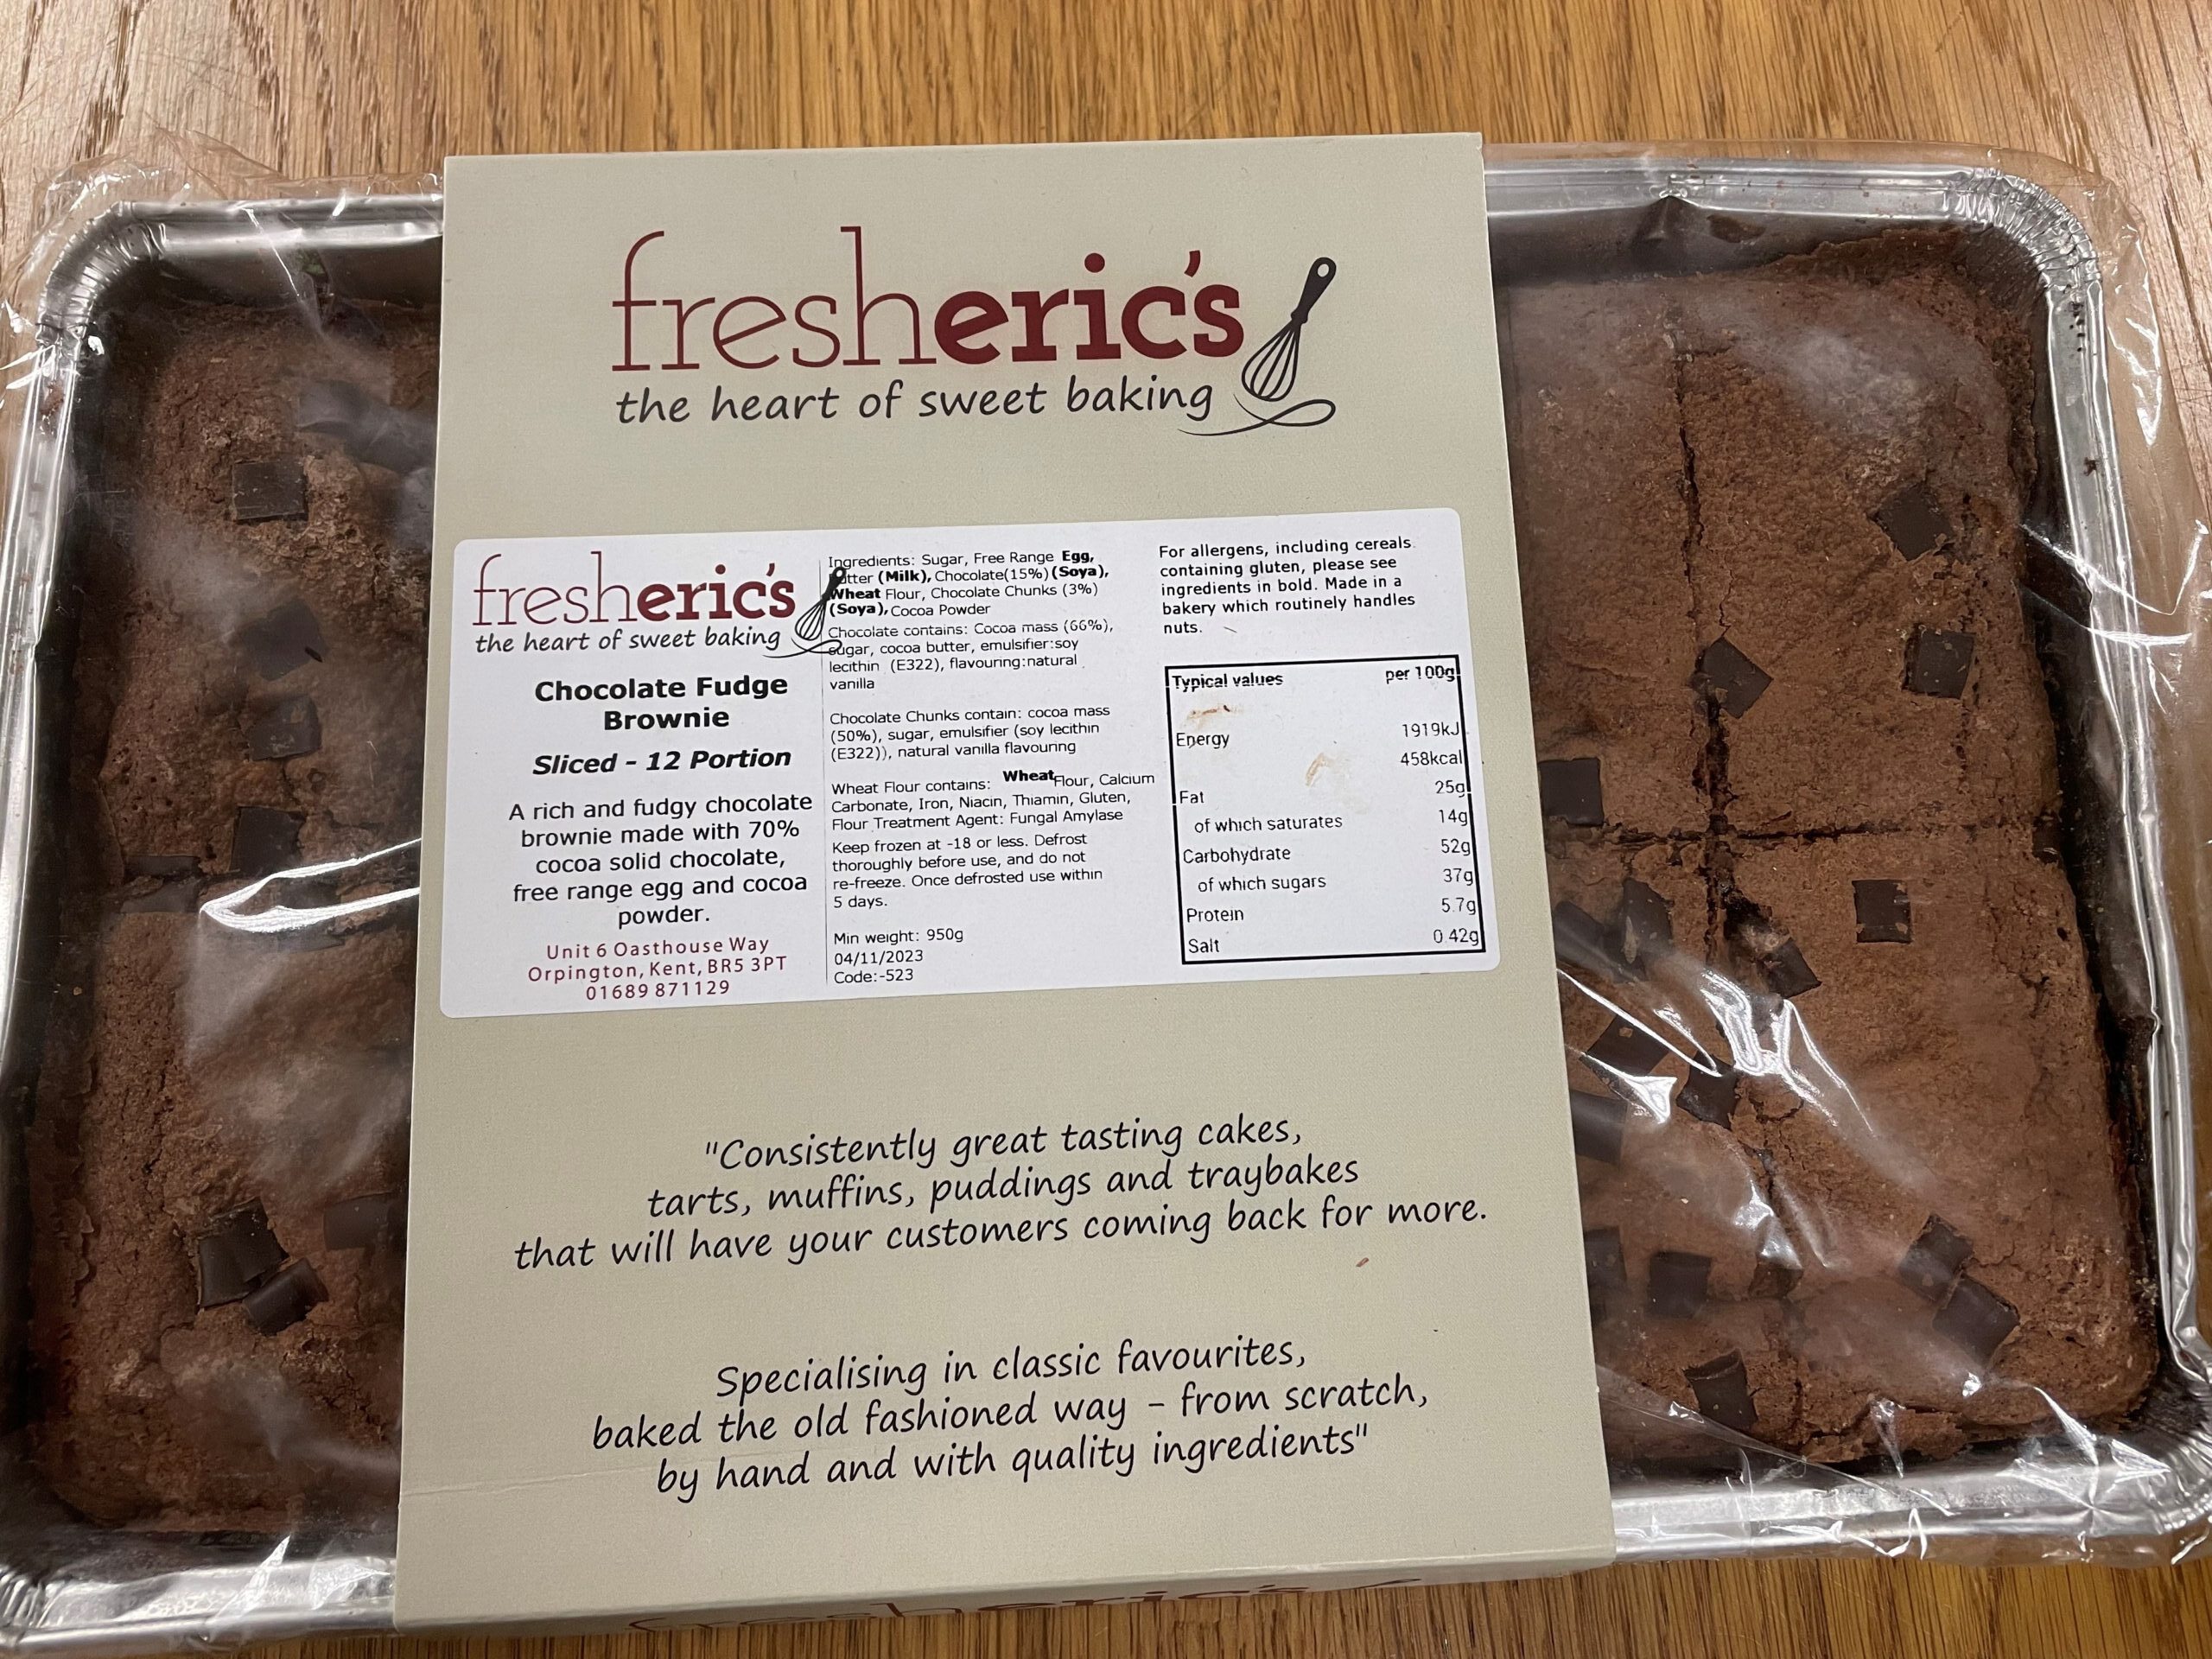 fresheric's
the heart of sweet baking
fresheric's
the heart of sweet baking
Chocolate Fudge
Brownie
Sliced - 12 Portion
A rich and fudgy chocolate
brownie made with 70%
cocoa solid chocolate,
free range egg and cocoa
powder.
Unit 6 Oasthouse Way
Orpington, Kent, BR5 3PT
01689 871129
Ingredients: Sugar, Free Range Egg,
(Milk), Chocolate(15%) (Soya),
Wheat Flour, Chocolate Chunks (3%)
(Soya), Cocoa Powder
Chocolate contains: Cocoa mass (66%),
sugar, cocoa butter, emulsifier:soy
lecithin (E322), flavouring:natural
vanilla
Chocolate Chunks contain: cocoa mass
(50%), sugar, emulsifier (soy lecithin
(E322)), natural vanilla flavouring
Wheat Flour contains: Wheat Flour, Calcium
Carbonate, Iron, Niacin, Thiamin, Gluten,
Flour Treatment Agent: Fungal Amylase
Keep frozen at -18 or less. Defrost
thoroughly before use, and do not
re-freeze. Once defrosted use within
5 days.
Min weight: 950g
04/11/2023
Code:-523
For allergens, including cereals
containing gluten, please see
ingredients in bold. Made in a
bakery which routinely handles
nuts.
Typical values per 100g
Energy 1919kJ
458kcal
Fat 25g
of which saturates 14g
Carbohydrate 52g
of which sugars 37g
Protein 5.7g
Salt 0.42g
"Consistently great tasting cakes,
tarts, muffins, puddings and traybakes
that will have your customers coming back for more.
Specialising in classic favourites,
baked the old fashioned way - from scratch,
by hand and with quality ingredients"
fresheric's